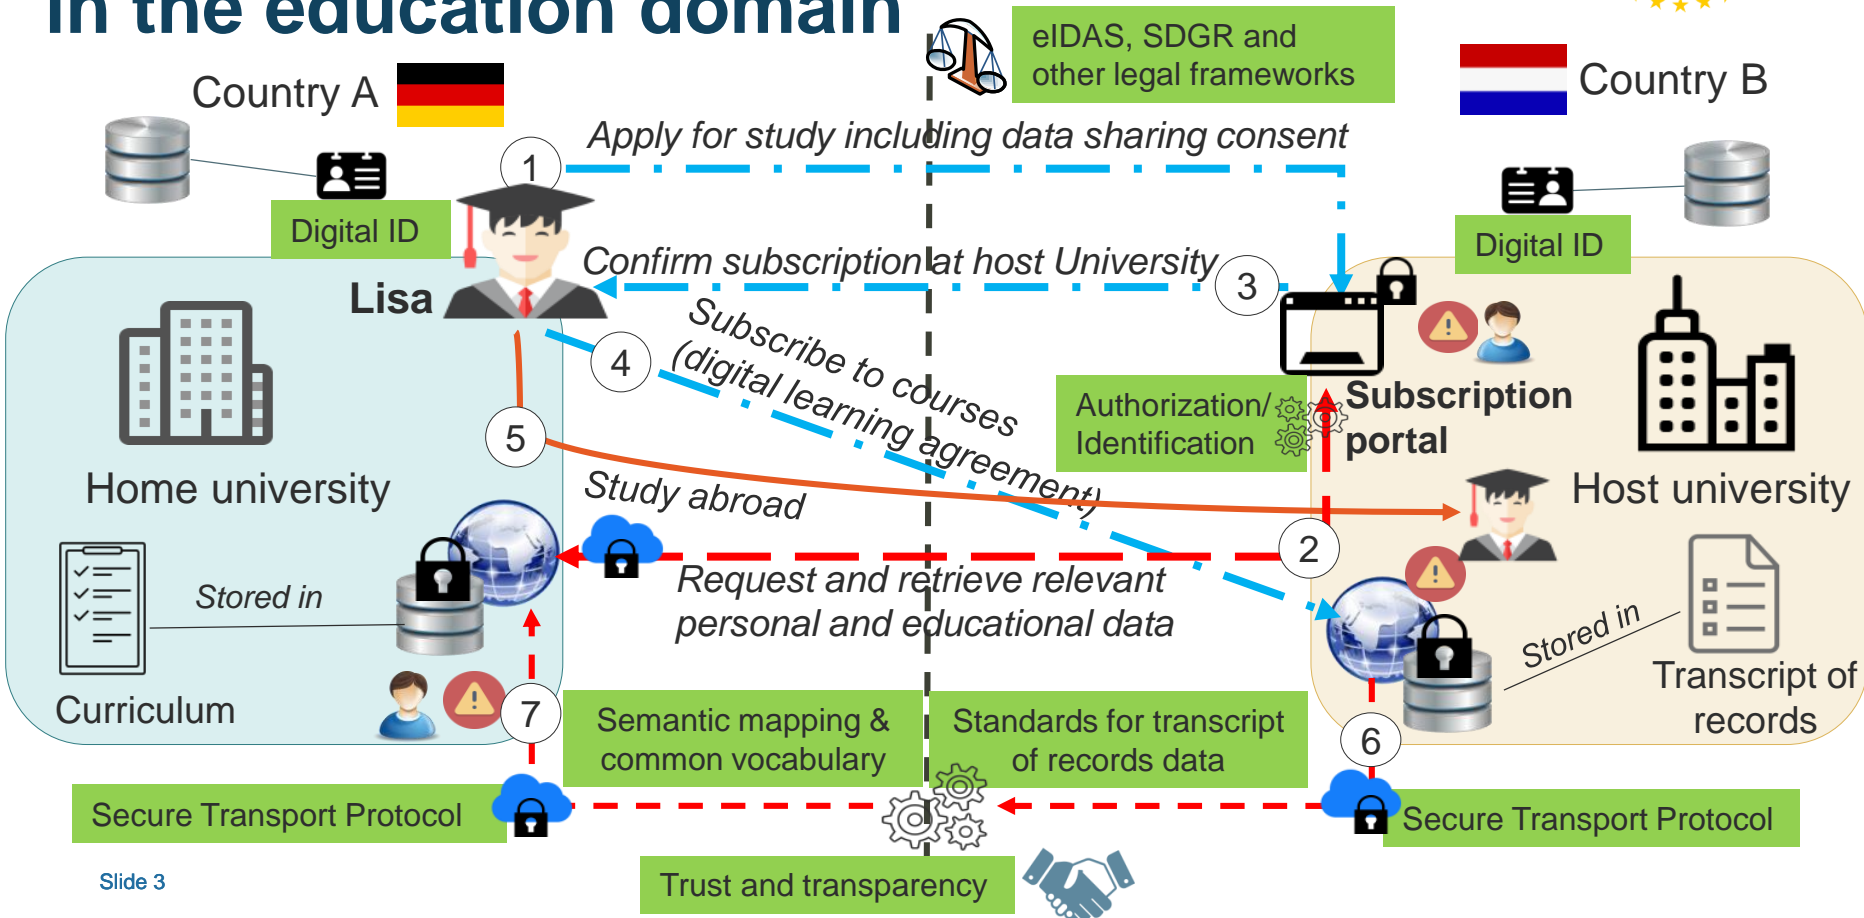 in the education domain
eIDAS, SDGR and
other legal frameworks
Country A
Country B
Apply for study including data sharing consent
1
Digital ID
Digital ID
Confirm subscription at host University
3
Lisa
4
Subscribe to courses
(digital learning agreement)
Authorization/
Identification
Subscription
portal
5
Home university
Study abroad
Host university
2
Request and retrieve relevant
personal and educational data
Stored in
Stored in
Curriculum
Transcript of
records
7
Semantic mapping &
common vocabulary
Standards for transcript
of records data
6
Secure Transport Protocol
Secure Transport Protocol
Slide 3
Trust and transparency